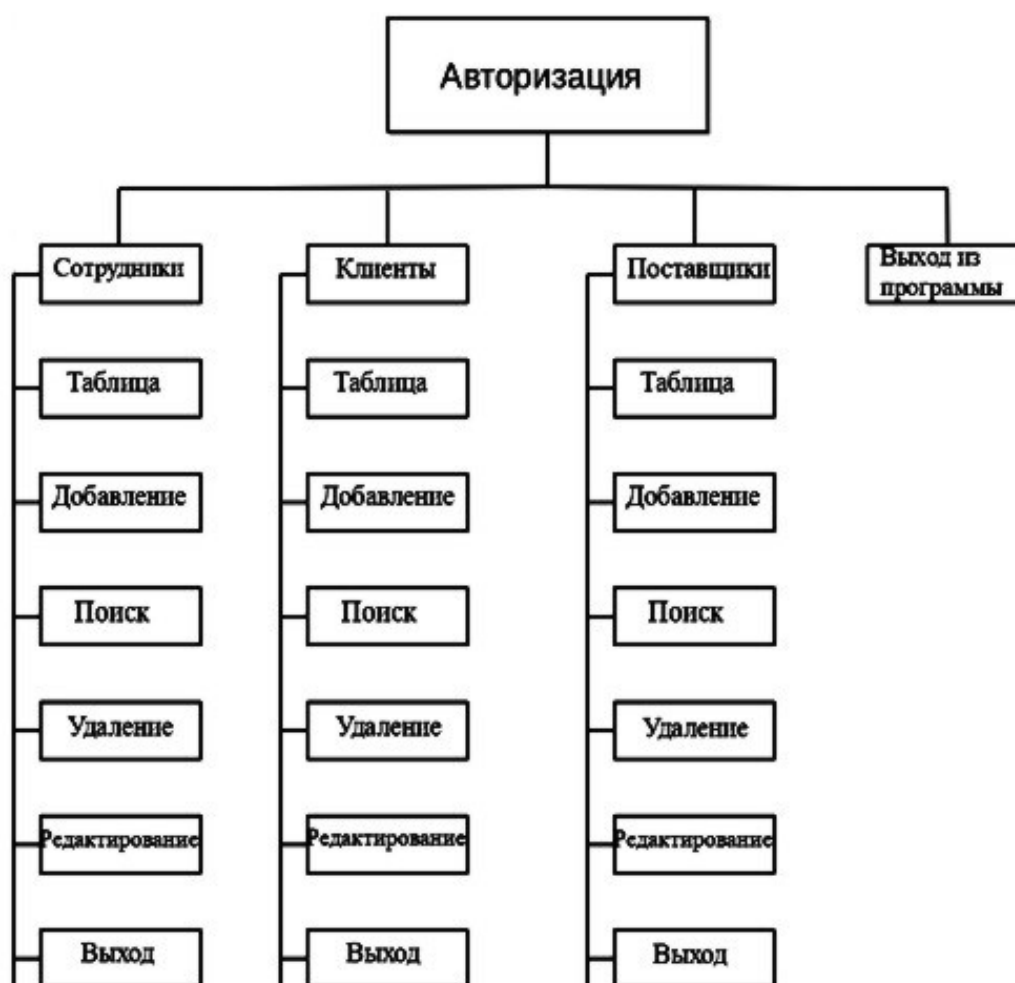 Авторизация
Сотрудники
Клиенты
Поставщики
Выход из
программы
Таблица
Таблица
Таблица
Добавление
Добавление
Добавление
Поиск
Поиск
Поиск
Удаление
Удаление
Удаление
Редактирование
Редактирование
Редактирование
Выход
Выход
Выход